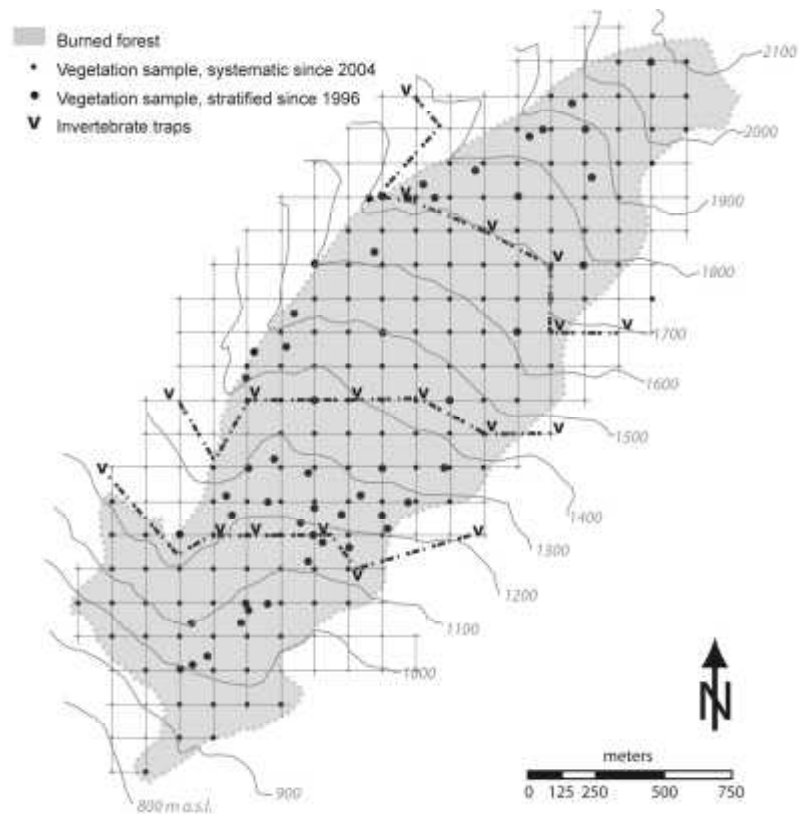 Burned forest
Vegetation sample, systematic since 2004
Vegetation sample, stratified since 1996
V Invertebrate traps
2100
V
2000
V
1900
V
V
1800
V V
1700
1600
V V V V
1500
V V
V
1400
1300
V V V V
V
1200
1100
1000
N
meters
0 125 250 500 750
900
800 m a.s.l.